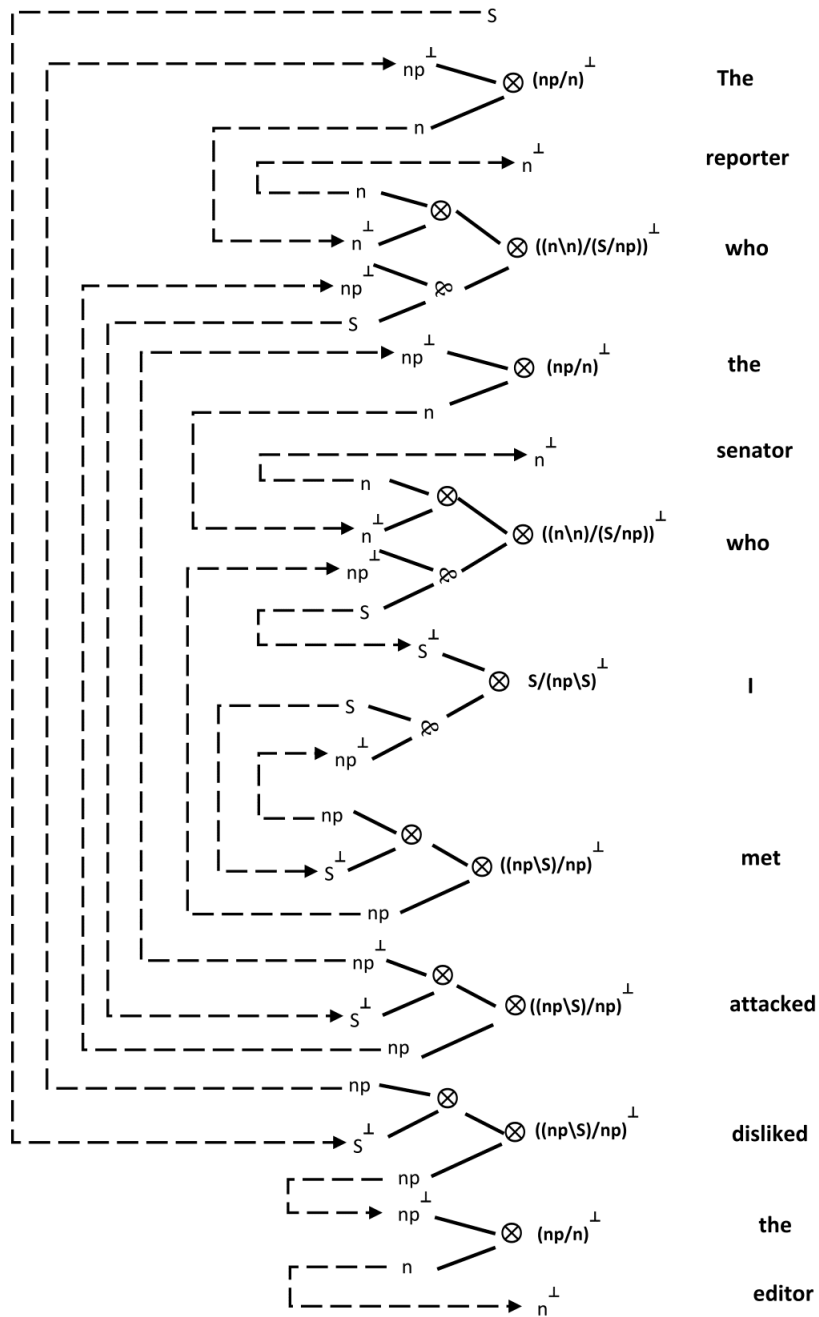 S
np⊥ ⊗ (np/n)⊥ The
n
n⊥ reporter
n ⊗
n⊥ ⊗ ((n\n)/(S/np))⊥ who
np⊥ &
S
np⊥ ⊗ (np/n)⊥ the
n
n⊥ senator
n ⊗
n⊥ ⊗ ((n\n)/(S/np))⊥ who
np⊥ &
S
S⊥ ⊗ S/(np\S)⊥ I
S &
np⊥
np ⊗
S⊥ ⊗ ((np\S)/np)⊥ met
np
np⊥ ⊗
S⊥ ⊗ ((np\S)/np)⊥ attacked
np
np ⊗
S⊥ ⊗ ((np\S)/np)⊥ disliked
np
np⊥ ⊗ (np/n)⊥ the
n
n⊥ editor